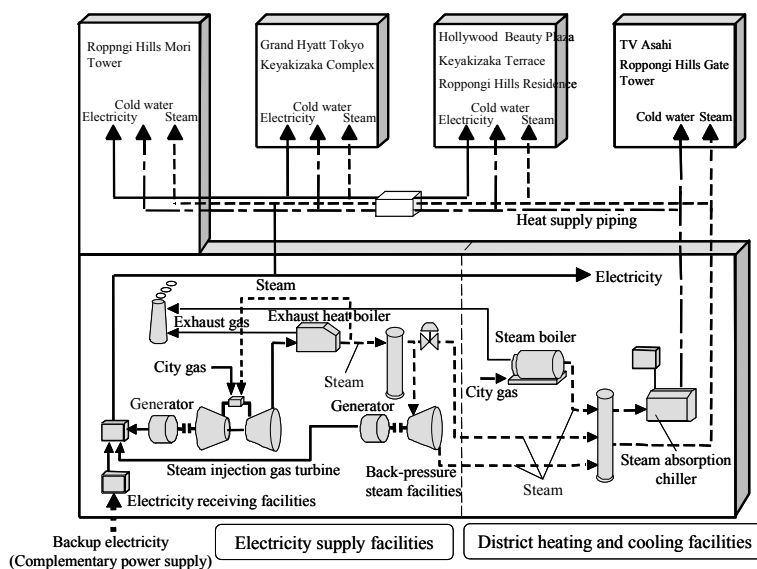 Roppngi Hills Mori
Tower
Cold water
Electricity
Steam
Grand Hyatt Tokyo
Keyakizaka Complex
Cold water
Electricity
Steam
Hollywood Beauty Plaza
Keyakizaka Terrace
Roppongi Hills Residence
Cold water
Electricity
Steam
TV Asahi
Roppongi Hills Gate
Tower
Cold water
Steam
Heat supply piping
Steam
Electricity
Exhaust gas
Exhaust heat boiler
Steam boiler
City gas
Steam
City gas
Generator
Generator
Steam injection gas turbine
Back-pressure
steam facilities
Steam
Steam absorption
chiller
Electricity receiving facilities
Backup electricity
(Complementary power supply)
Electricity supply facilities
District heating and cooling facilities